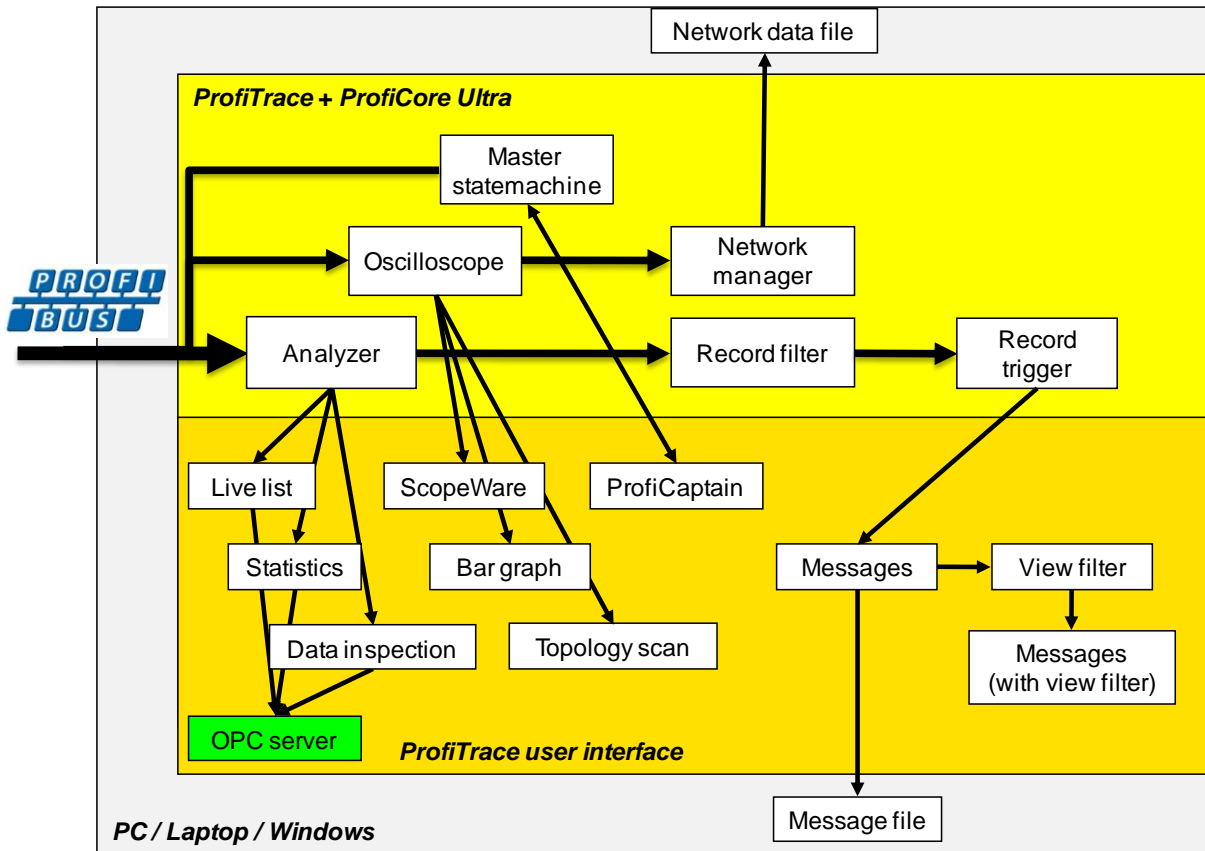 Network data file
ProfiTrace + ProfiCore Ultra
Master
statemachine
Oscilloscope
Network
manager
PROFI
BUS
Analyzer
Record filter
Record
trigger
Live list
ScopeWare
ProfiCaptain
Statistics
Bar graph
Messages
View filter
Data inspection
Topology scan
Messages
(with view filter)
OPC server
ProfiTrace user interface
Message file
PC / Laptop / Windows